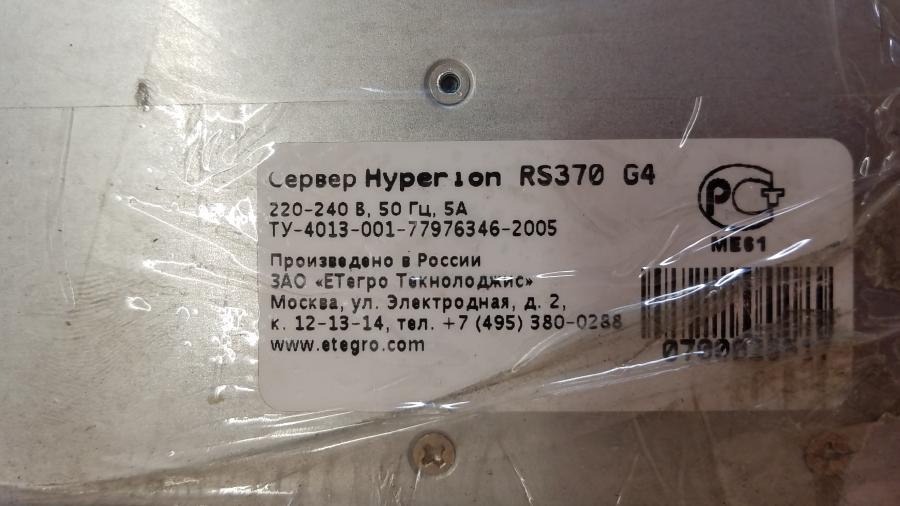 Сервер Hyperion RS370 G4
220-240 В, 50 Гц, 5А
ТУ-4013-001-77976346-2005
Произведено в России
ЗАО «ЕТегро Текнолоджис»
Москва, ул. Электродная, д. 2,
к. 12-13-14, тел. +7 (495) 380-0288
www.etegro.com
РСТ
МЕ61